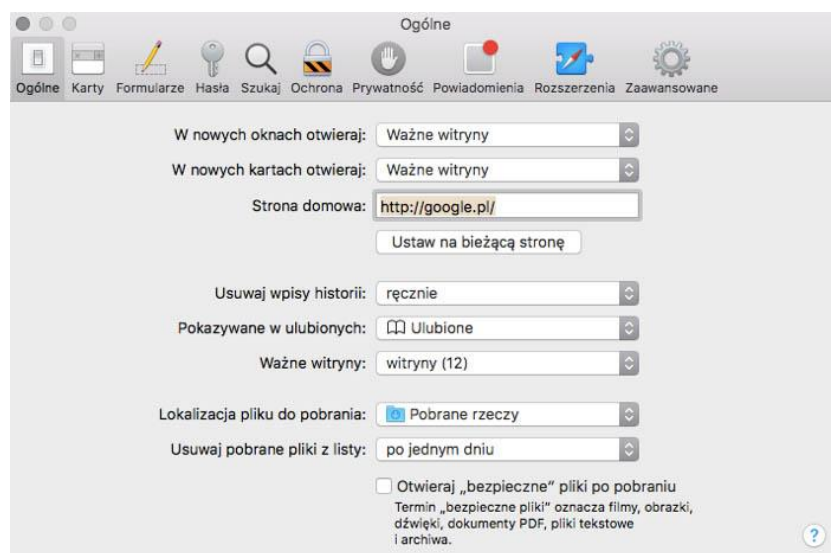 Ogólne
Ogólne Karty Formularze Hasła Szukaj Ochrona Prywatność Powiadomienia Rozszerzenia Zaawansowane
W nowych oknach otwieraj: Ważne witryny
W nowych kartach otwieraj: Ważne witryny
Strona domowa: http://google.pl/
Ustaw na bieżącą stronę
Usuwaj wpisy historii: ręcznie
Pokazywane w ulubionych: Ulubione
Ważne witryny: witryny (12)
Lokalizacja pliku do pobrania: Pobrane rzeczy
Usuwaj pobrane pliki z listy: po jednym dniu
Otwieraj „bezpieczne” pliki po pobraniu
Termin „bezpieczne pliki” oznacza filmy, obrazki,
dźwięki, dokumenty PDF, pliki tekstowe
i archiwa.
?